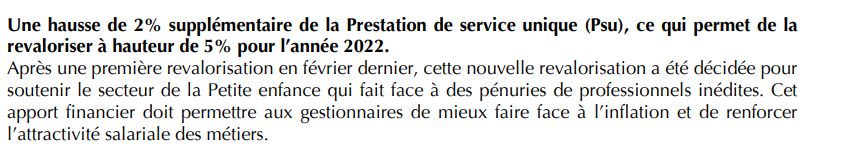 Une hausse de 2% supplémentaire de la Prestation de service unique (Psu), ce qui permet de la
revaloriser à hauteur de 5% pour l’année 2022.
Après une première revalorisation en février dernier, cette nouvelle revalorisation a été décidée pour
soutenir le secteur de la Petite enfance qui fait face à des pénuries de professionnels inédites. Cet
apport financier doit permettre aux gestionnaires de mieux faire face à l’inflation et de renforcer
l’attractivité salariale des métiers.